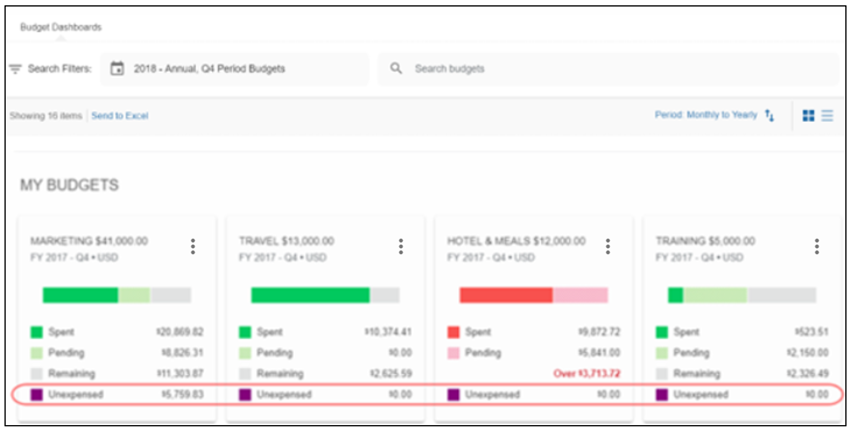 Budget Dashboards
Search Filters: 2018 - Annual, Q4 Period Budgets Search budgets
Showing 16 items Send to Excel Period: Monthly to Yearly
MY BUDGETS
MARKETING $41,000.00 TRAVEL $13,000.00 HOTEL & MEALS $12,000.00 TRAINING $5,000.00
FY 2017 - Q4 • USD FY 2017 - Q4 • USD FY 2017 - Q4 • USD FY 2017 - Q4 • USD
Spent $20,869.82 Spent $10,374.41 Spent $9,872.72 Spent $523.51
Pending $8,826.31 Pending $0.00 Pending $5,841.00 Pending $2,150.00
Remaining $11,303.87 Remaining $2,625.59 Over $3,713.72 Remaining $2,326.49
Unexpensed $5,759.83 Unexpensed $0.00 Unexpensed $0.00 Unexpensed $0.00